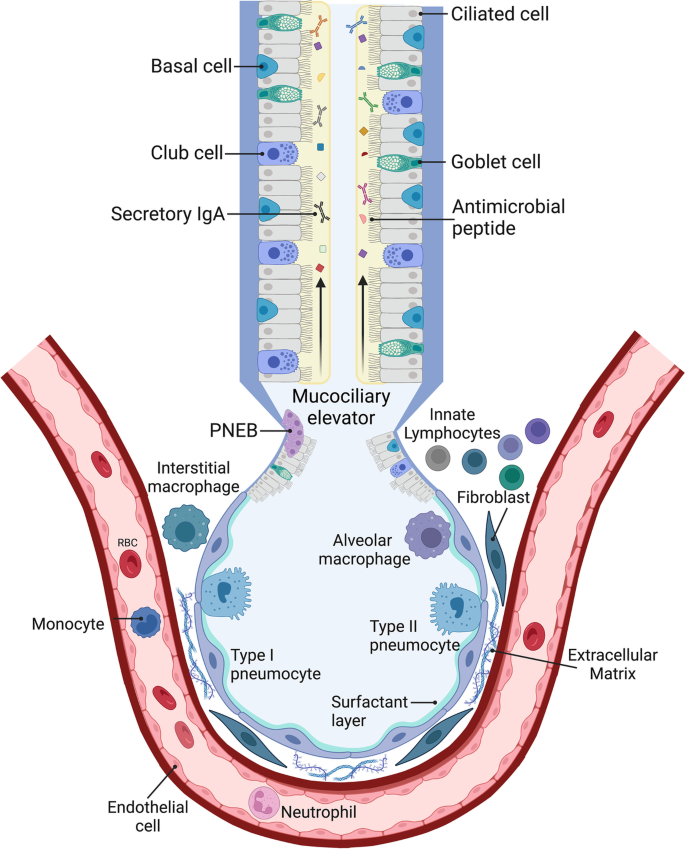 Ciliated cell
Basal cell
Club cell
Goblet cell
Secretory IgA
Antimicrobial
peptide
Mucociliary
elevator
PNEB
Innate
Lymphocytes
Interstitial
macrophage
Fibroblast
RBC
Alveolar
macrophage
Monocyte
Type I
pneumocyte
Type II
pneumocyte
Extracellular
Matrix
Surfactant
layer
Endothelial
cell
Neutrophil